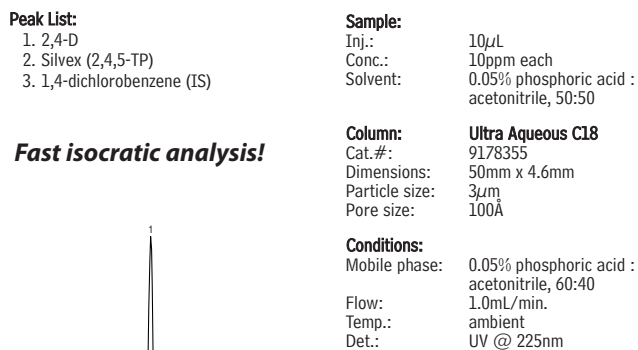 Peak List:
1. 2,4-D
2. Silvex (2,4,5-TP)
3. 1,4-dichlorobenzene (IS)
Fast isocratic analysis!
1
Sample:
Inj.: 10µL
Conc.: 10ppm each
Solvent: 0.05% phosphoric acid :
acetonitrile, 50:50
Column: Ultra Aqueous C18
Cat.#: 9178355
Dimensions: 50mm x 4.6mm
Particle size: 3µm
Pore size: 100Å
Conditions:
Mobile phase: 0.05% phosphoric acid :
acetonitrile, 60:40
Flow: 1.0mL/min.
Temp.: ambient
Det.: UV @ 225nm